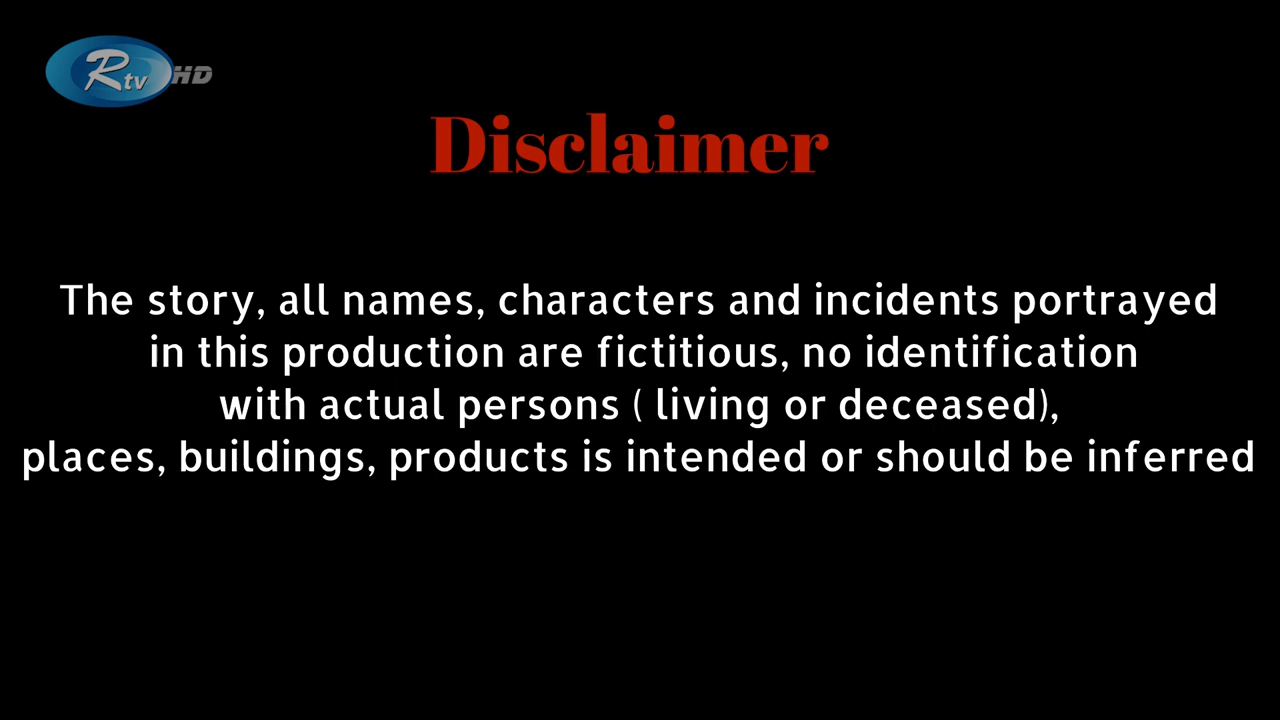 Rtv HD
Disclaimer
The story, all names, characters and incidents portrayed
in this production are fictitious, no identification
with actual persons ( living or deceased),
places, buildings, products is intended or should be inferred